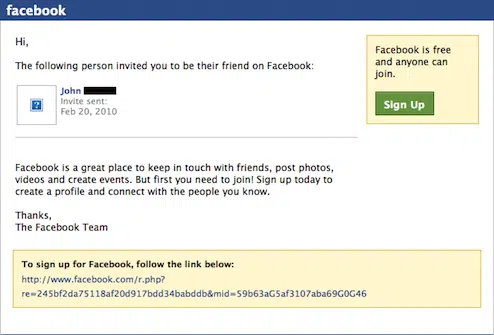 facebook
Hi,
The following person invited you to be their friend on Facebook:
John
Invite sent:
Feb 20, 2010
Facebook is free
and anyone can
join.
Sign Up
Facebook is a great place to keep in touch with friends, post photos,
videos and create events. But first you need to join! Sign up today to
create a profile and connect with the people you know.
Thanks,
The Facebook Team
To sign up for Facebook, follow the link below:
http://www.facebook.com/r.php?
re=245bf2da75118af20d917bdd34babddb&mid=59b63aG5af3107aba69G0G46